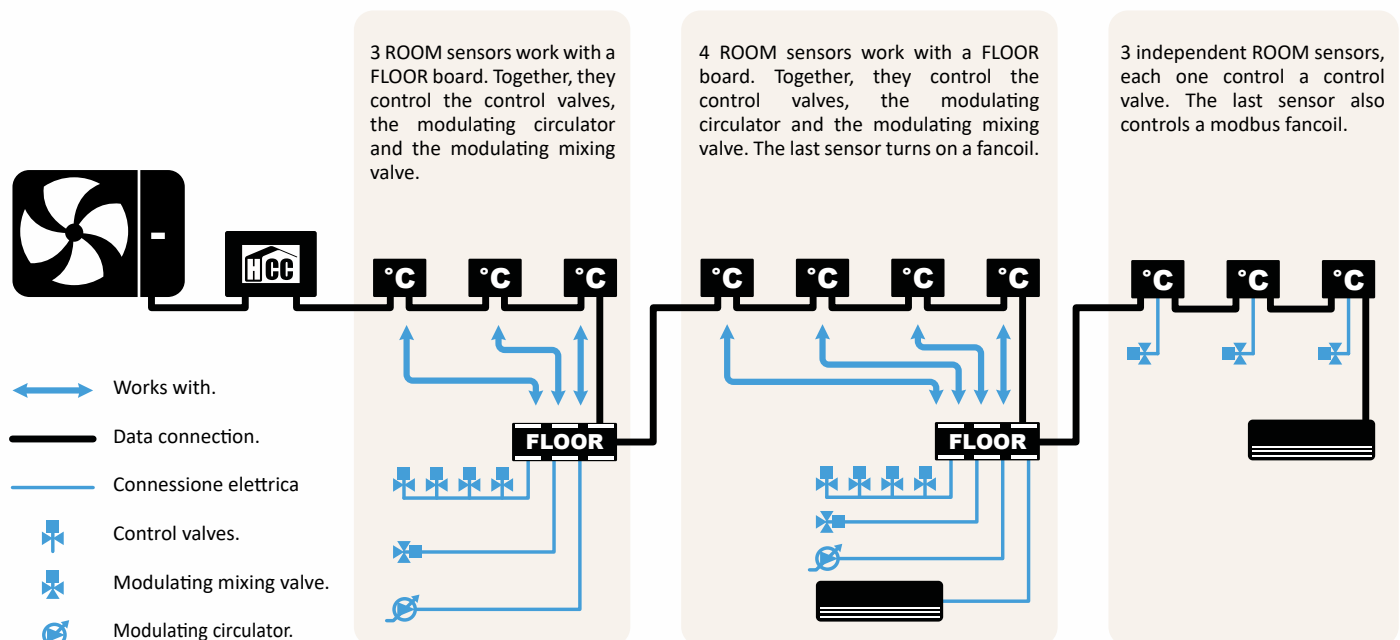 3 ROOM sensors work with a
FLOOR board. Together, they
control the control valves,
the modulating circulator
and the modulating mixing
valve.
4 ROOM sensors work with a FLOOR
board. Together, they control the
control valves, the modulating
circulator and the modulating mixing
valve. The last sensor turns on a fancoil.
3 independent ROOM sensors,
each one control a control
valve. The last sensor also
controls a modbus fancoil.
HCC
°C
°C
°C
°C
°C
°C
°C
°C
°C
°C
Works with.
Data connection.
Connessione elettrica
Control valves.
Modulating mixing valve.
Modulating circulator.
FLOOR
FLOOR